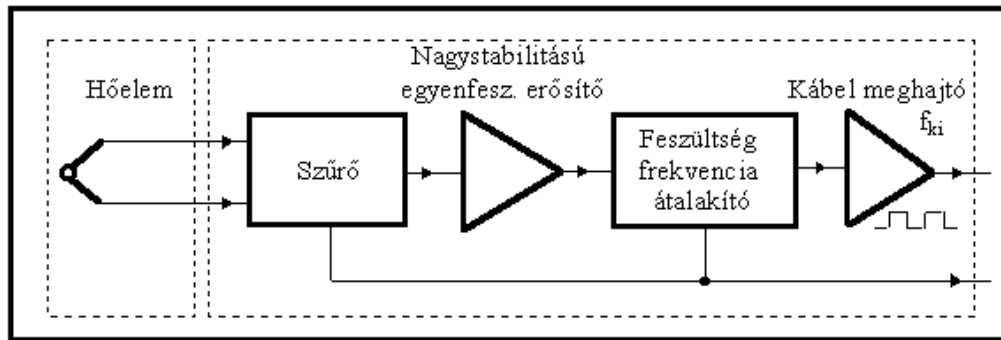 Hőelem
Szűrő
Nagystabilitású
egyenfesz. erősítő
Feszültség
frekvencia
átalakító
Kábel meghajtó
fki